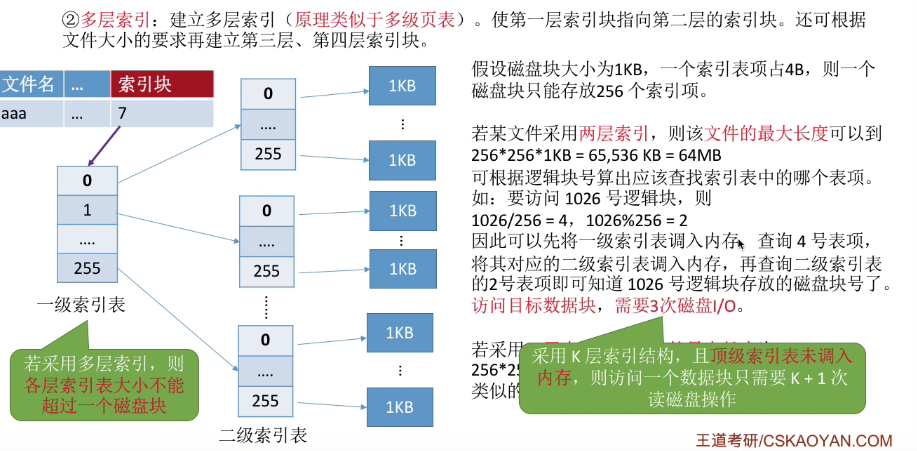 ②多层索引：建立多层索引（原理类似于多级页表）。使第一层索引块指向第二层的索引块。还可根据
文件大小的要求再建立第三层、第四层索引块。
文件名 ... 索引块
aaa ... 7
0
1
....
255
一级索引表
若采用多层索引，则
各层索引表大小不能
超过一个磁盘块
0
....
255
0
....
255
0
....
255
二级索引表
1KB
1KB
1KB
1KB
1KB
1KB
假设磁盘块大小为1KB，一个索引表项占4B，则一个
磁盘块只能存放256 个索引项。
若某文件采用两层索引，则该文件的最大长度可以到
256*256*1KB = 65,536 KB = 64MB
可根据逻辑块号算出应该查找索引表中的哪个表项。
如：要访问 1026 号逻辑块，则
1026/256 = 4，1026%256 = 2
因此可以先将一级索引表调入内存，查询 4 号表项，
将其对应的二级索引表调入内存，再查询二级索引表
的2号表项即可知道 1026 号逻辑块存放的磁盘块号了。
访问目标数据块，需要3次磁盘I/O。
若采用
类似的
采用 K 层索引结构，且顶级索引表未调入
内存，则访问一个数据块只需要 K + 1 次
读磁盘操作
王道考研/CSKAOYAN.COM